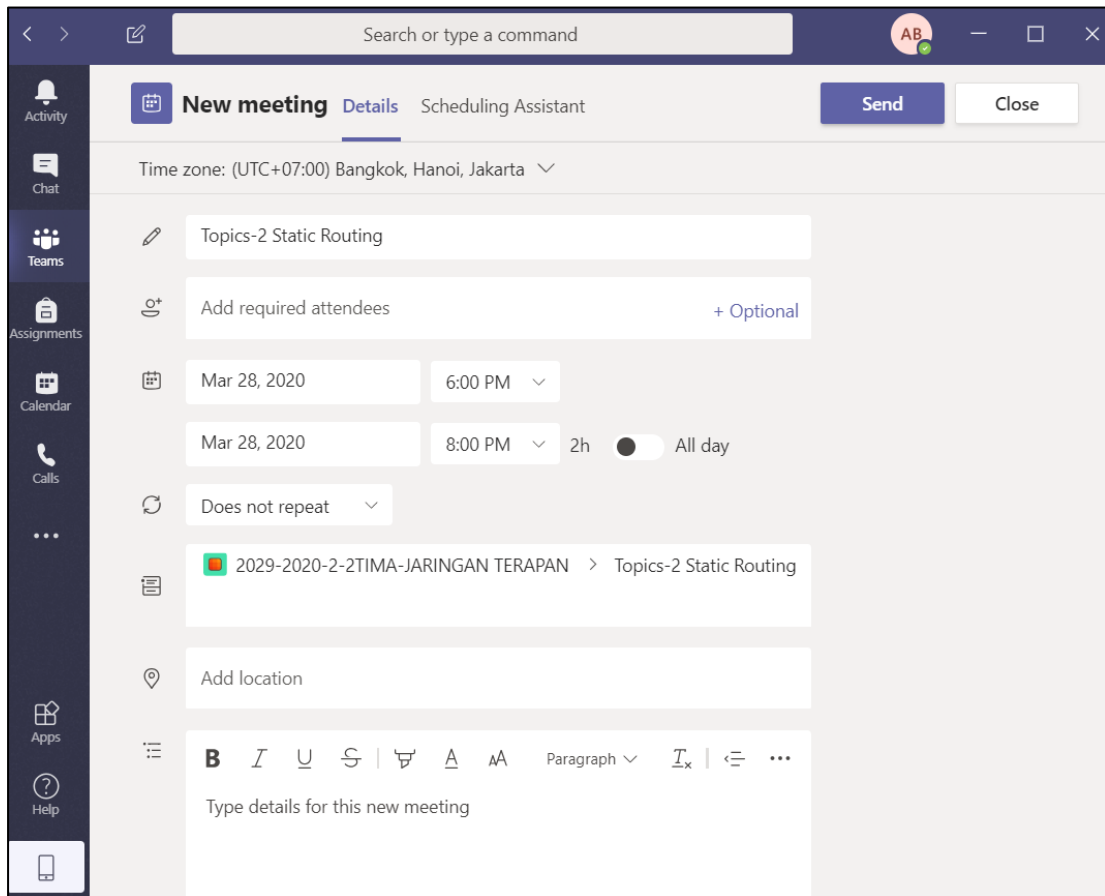 Search or type a command
AB
Activity
Chat
Teams
Assignments
Calendar
Calls
Apps
Help
New meeting Details Scheduling Assistant Send Close
Time zone: (UTC+07:00) Bangkok, Hanoi, Jakarta
Topics-2 Static Routing
Add required attendees + Optional
Mar 28, 2020 6:00 PM
Mar 28, 2020 8:00 PM 2h All day
Does not repeat
2029-2020-2-2TIMA-JARINGAN TERAPAN > Topics-2 Static Routing
Add location
B I U S A AA Paragraph Tx
Type details for this new meeting